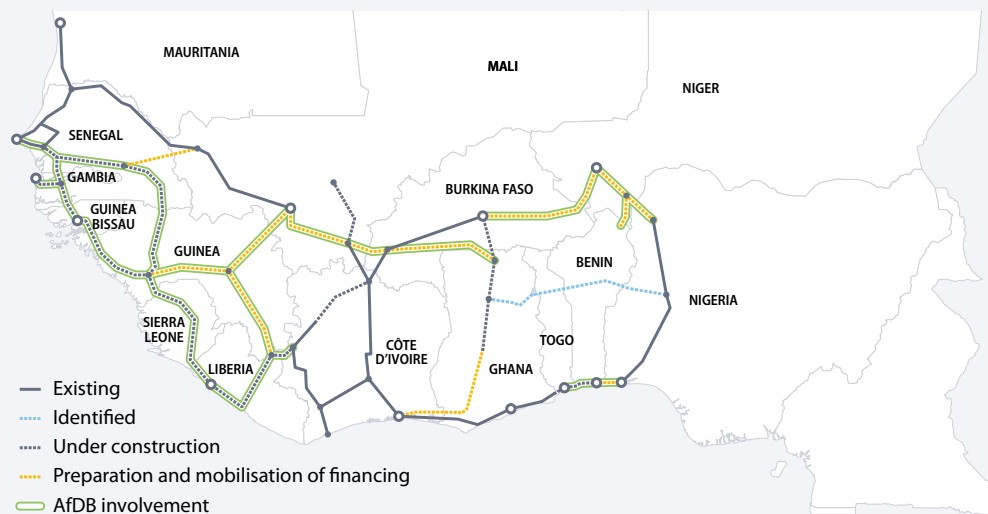 MAURITANIA
MALI
NIGER
SENEGAL
GAMBIA
BURKINA FASO
GUINEA
BISSAU
GUINEA
BENIN
NIGERIA
SIERRA
LEONE
CÔTE
D'IVOIRE
TOGO
LIBERIA
GHANA
Existing
Identified
Under construction
Preparation and mobilisation of financing
AfDB involvement